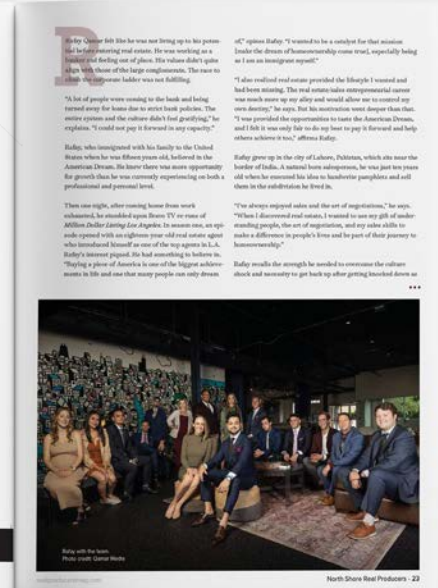 R
Rafay Qamar felt like he was not living up to his poten-
tial before entering real estate. He was working as a
banker and feeling out of place. His values didn't quite
align with those of the large conglomerate. The race to
climb the corporate ladder was not fulfilling.
"A lot of people were coming to the bank and being
turned away for home due to strict bank policies. The
entire system and the culture didn't feel gratifying," he
explains. "I could not pay it forward in any capacity."
Rafay, who immigrated with his family to the United
States when he was fifteen years old, believed in the
American Dream. He knew there was more opportunity
for growth than he was currently experiencing on both a
professional and personal level.
Then one night, after coming home from work
exhausted, he stumbled upon Bravo TV re-runs of
Million Dollar Listing Los Angeles. In season one, an epi-
sode opened with an eighteen-year-old real estate agent
who introduced himself as one of the top agents in L.A.
Rafay's interest piqued. He had something to believe in.
"Buying a piece of America is one of the biggest achieve-
ments in life and one that many people can only dream
of," opines Rafay. "I wanted to be a catalyst for that mission
[make the dream of homeownership come true], especially being
as I am an immigrant myself."
"I also realized real estate provided the lifestyle I wanted and
had been missing. The real estate/sales entrepreneurial career
was much more up my alley and would allow me to control my
own destiny," he says. But his motivation went deeper than that.
"I was provided the opportunities to taste the American Dream,
and I felt it was only fair to do my best to pay it forward and help
others achieve it too," affirms Rafay.
Rafay grew up in the city of Lahore, Pakistan, which sits near the
border of India. A natural born salesperson, he was just ten years
old when he executed his idea to handwrite pamphlets and sell
them in the subdivision he lived in.
"I've always enjoyed sales and the art of negotiations," he says.
"When I discovered real estate, I wanted to use my gift of under-
standing people, the art of negotiation, and my sales skills to
make a difference in people's lives and be part of their journey to
homeownership."
Rafay recalls the strength he needed to overcome the culture
shock and necessity to get back up after getting knocked down as
•••
Rafay with the team
Photo credit: Qamar Media
realproducersmag.com
North Shore Real Producers • 23